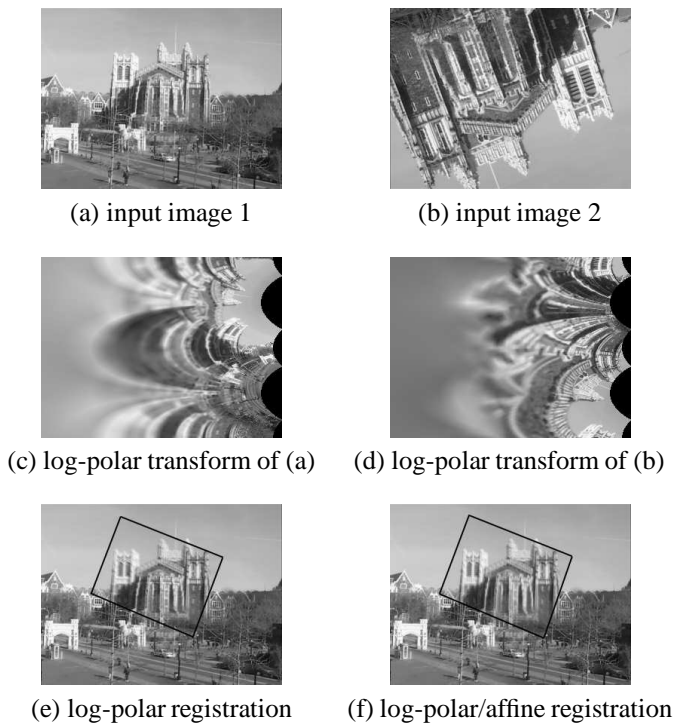 (a) input image 1
(b) input image 2
(c) log-polar transform of (a)
(d) log-polar transform of (b)
(e) log-polar registration
(f) log-polar/affine registration